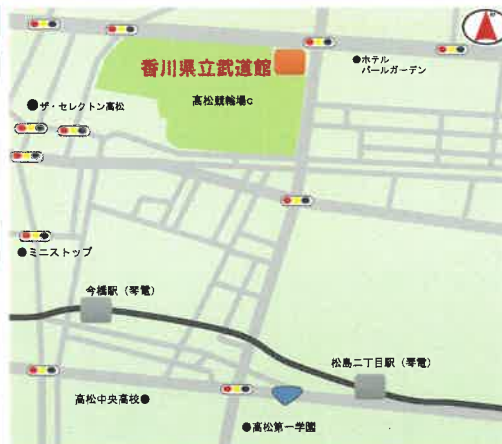 香川県立武道館
●ホテル
パールガーデン
高松競輪場c
●ザ・セレクトン高松
●ミニストップ
今橋駅（琴電）
松島二丁目駅（琴電）
高松中央高校●
●高松第一学園